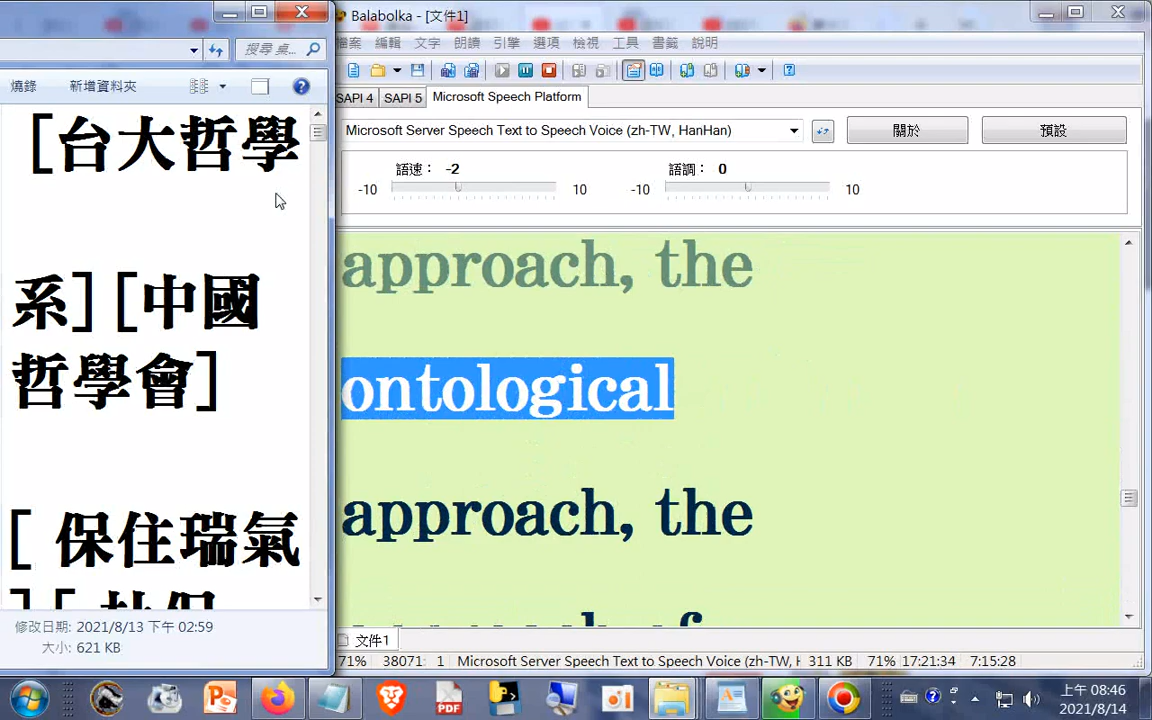 Balabolka - [文件1]
檔案 編輯 文字 朗讀 引擎 選項 檢視 工具 書籤 說明
搜尋 桌...
燒錄 新增資料夾
SAPI 4 SAPI 5 Microsoft Speech Platform
Microsoft Server Speech Text to Speech Voice (zh-TW, HanHan)
關於 預設
語速： -2 語調： 0
-10 10 -10 10
[台大哲學
系][中國
哲學會]
[ 保住瑞氣
approach, the
ontological
approach, the
approach of
修改日期: 2021/8/13 下午 02:59
大小: 621 KB
文件1
71% 38071: 1 Microsoft Server Speech Text to Speech Voice (zh-TW, H 311 KB 71% 17:21:34 7:15:28
PDF
上午 08:46
2021/8/14